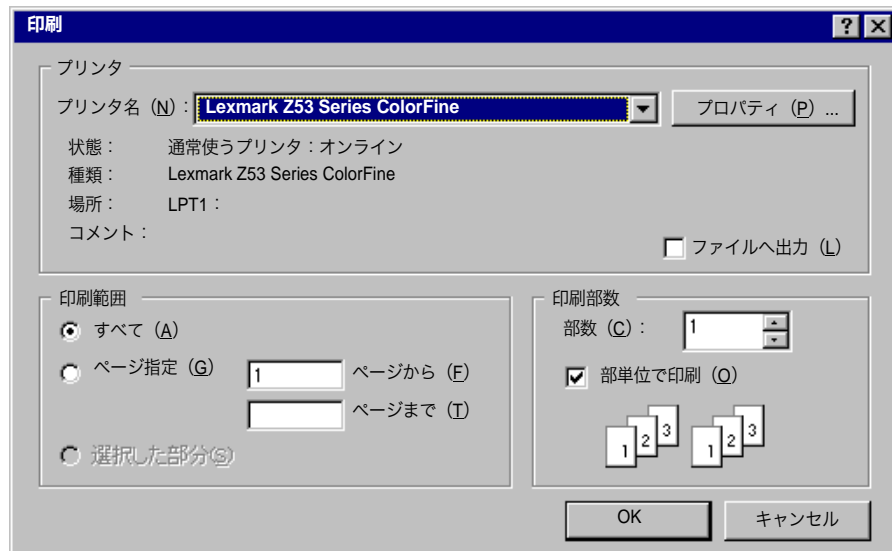 印刷
プリンタ
プリンタ名（N）：Lexmark Z53 Series ColorFine プロパティ（P）...
状態： 通常使うプリンタ：オンライン
種類： Lexmark Z53 Series ColorFine
場所： LPT1：
コメント：
ファイルへ出力（L）
印刷範囲
すべて（A）
ページ指定（G） 1 ページから（F）
ページまで（T）
選択した部分(S)
印刷部数
部数（C）： 1
部単位で印刷（O）
1 2 3 1 2 3
OK キャンセル